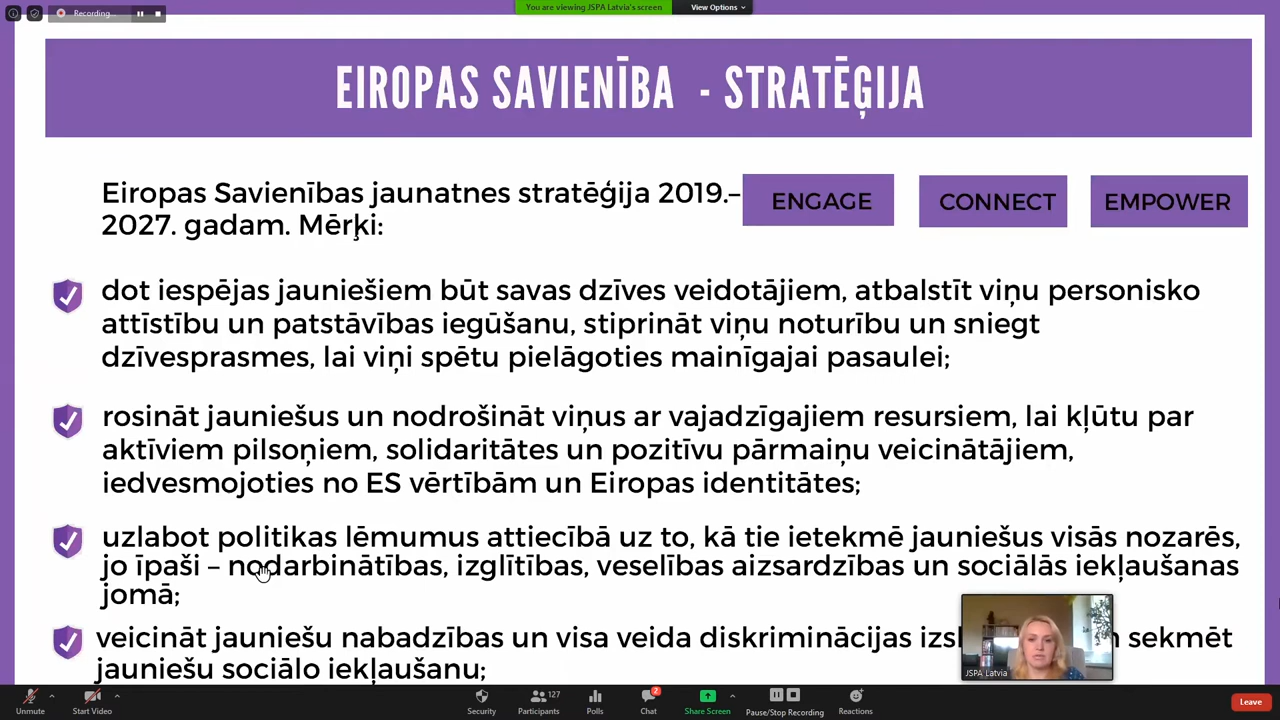 Recording...
You are viewing JSPA Latvia's screen
View Options
EIROPAS SAVIENĪBA - STRATĒĢIJA
Eiropas Savienības jaunatnes stratēģija 2019.–
2027. gadam. Mērķi:
ENGAGE
CONNECT
EMPOWER
dot iespējas jauniešiem būt savas dzīves veidotājiem, atbalstīt viņu personisko
attīstību un patstāvības iegūšanu, stiprināt viņu noturību un sniegt
dzīvesprasmes, lai viņi spētu pielāgoties mainīgajai pasaulei;
rosināt jauniešus un nodrošināt viņus ar vajadzīgajiem resursiem, lai kļūtu par
aktīviem pilsoņiem, solidaritātes un pozitīvu pārmaiņu veicinātājiem,
iedvesmojoties no ES vērtībām un Eiropas identitātes;
uzlabot politikas lēmumus attiecībā uz to, kā tie ietekmē jauniešus visās nozarēs,
jo īpaši – nodarbinātības, izglītības, veselības aizsardzības un sociālās iekļaušanas
jomā;
veicināt jauniešu nabadzības un visa veida diskriminācijas sekmēt
jauniešu sociālo iekļaušanu;
JSPA Latvia
Unmute
Start Video
Security
Participants
127
Polls
Chat
2
Share Screen
Pause/Stop Recording
Reactions
Leave